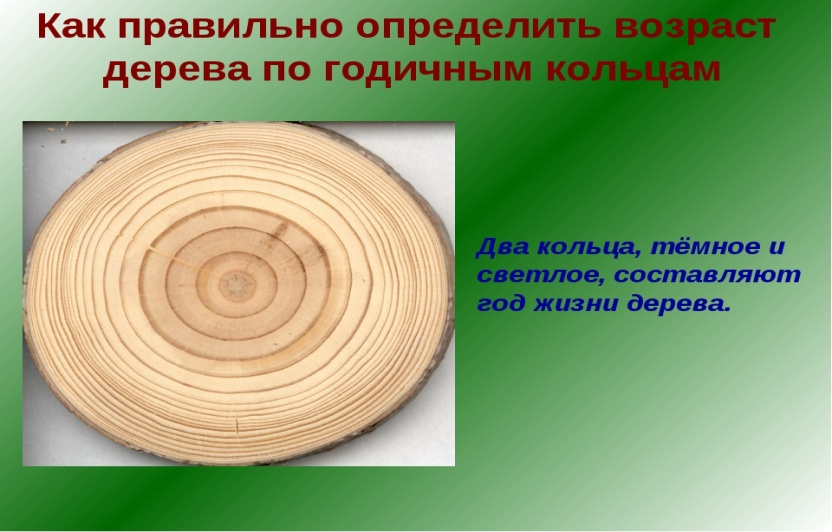 Как правильно определить возраст
дерева по годичным кольцам
Два кольца, тёмное и
светлое, составляют
год жизни дерева.